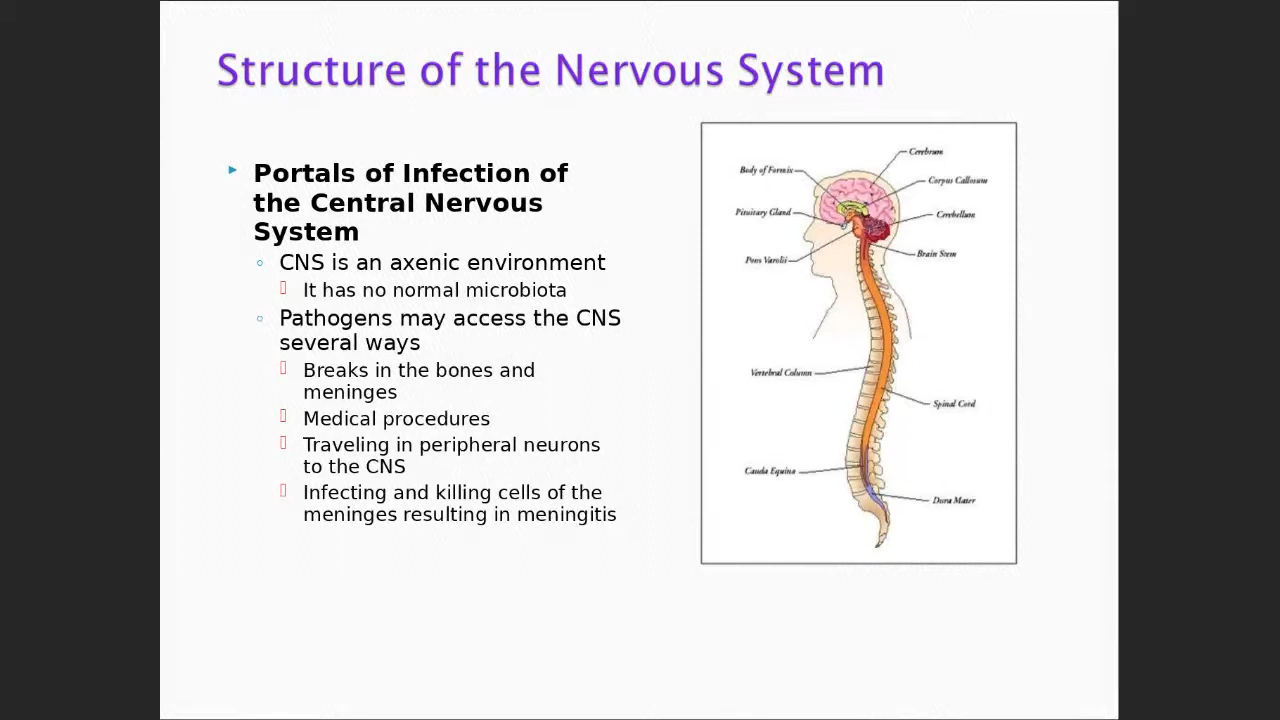 Structure of the Nervous System
Portals of Infection of
the Central Nervous
System
CNS is an axenic environment
It has no normal microbiota
Pathogens may access the CNS
several ways
Breaks in the bones and
meninges
Medical procedures
Traveling in peripheral neurons
to the CNS
Infecting and killing cells of the
meninges resulting in meningitis
Cerebrum
Body of Fornix
Corpus Callosum
Pituitary Gland
Cerebellum
Brain Stem
Pons Varolii
Vertebral Column
Spinal Cord
Cauda Equina
Dura Mater